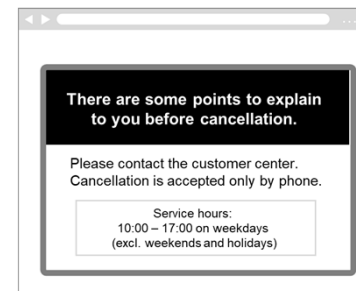 There are some points to explain
to you before cancellation.
Please contact the customer center.
Cancellation is accepted only by phone.
Service hours:
10:00 – 17:00 on weekdays
(excl. weekends and holidays)